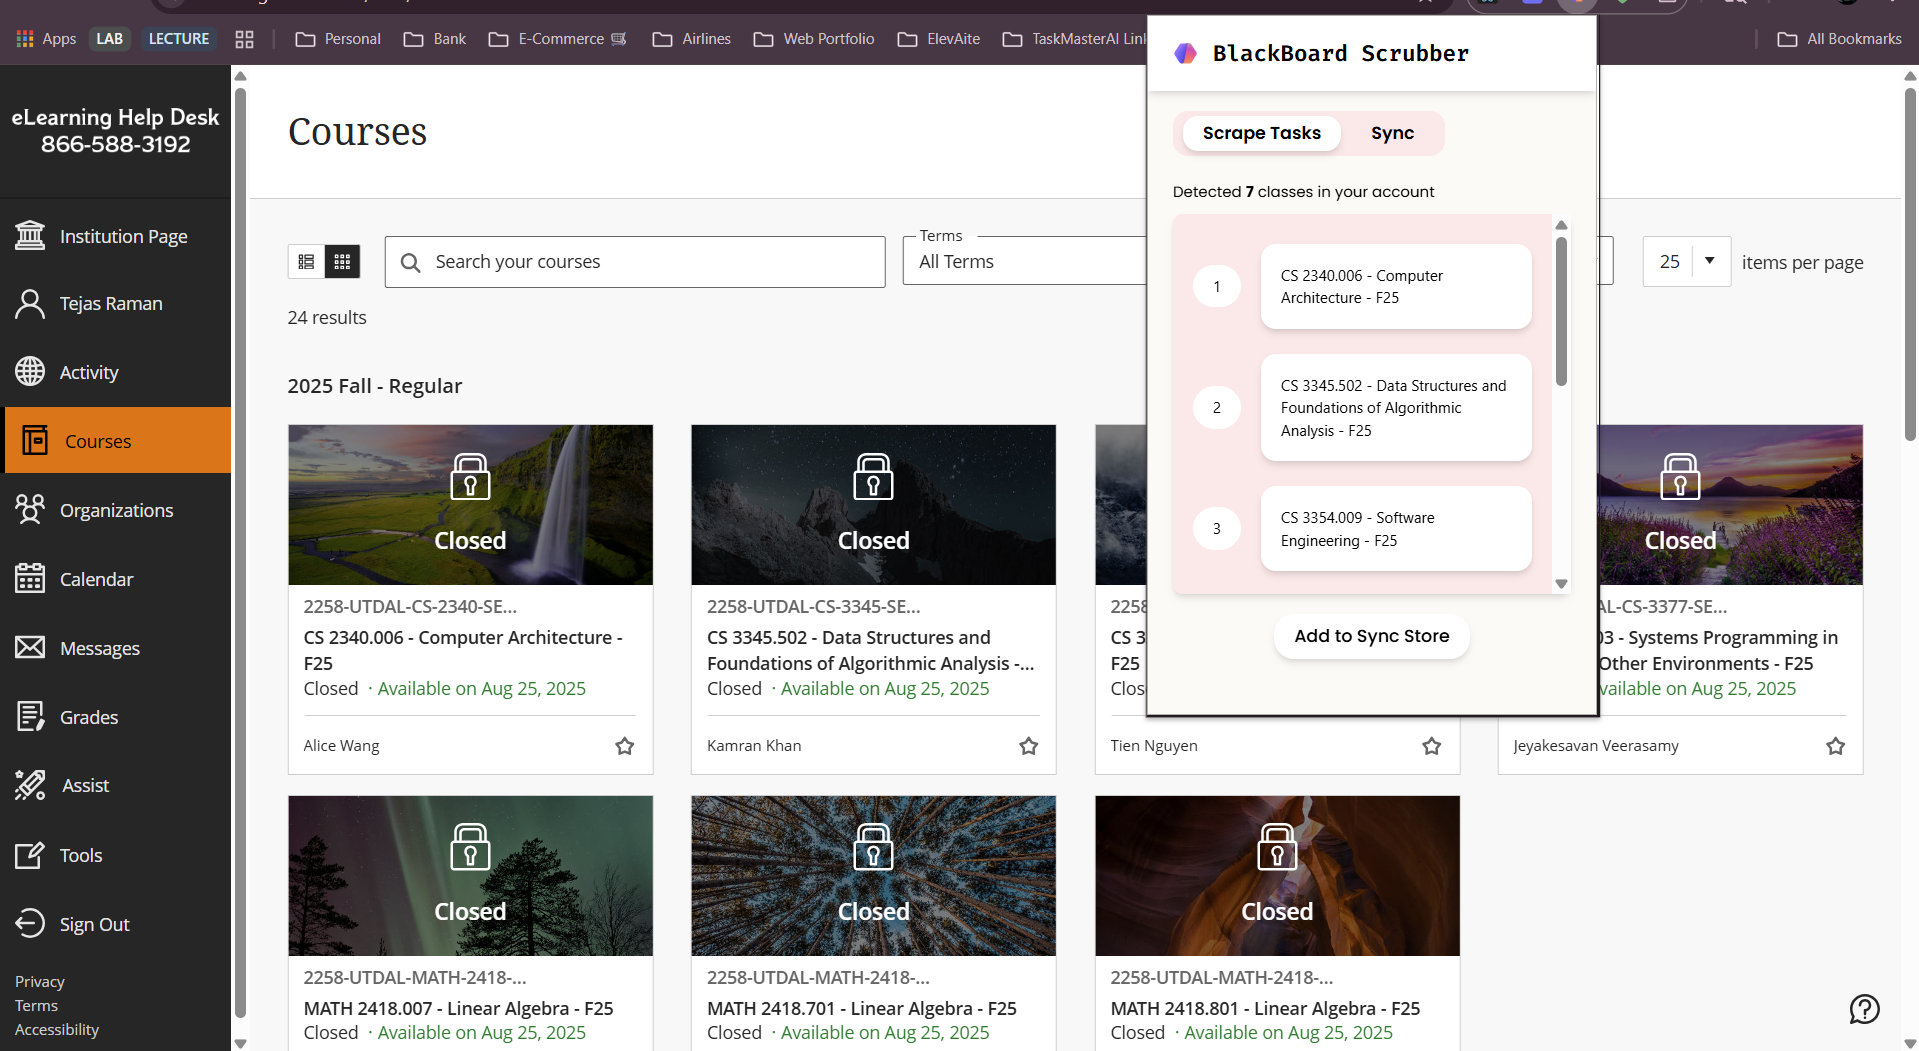 Apps
LAB
LECTURE
Personal
Bank
E-Commerce
Airlines
Web Portfolio
ElevAite
TaskMasterAI Link
All Bookmarks
eLearning Help Desk
866-588-3192
Institution Page
Tejas Raman
Activity
Courses
Organizations
Calendar
Messages
Grades
Assist
Tools
Sign Out
Privacy
Terms
Accessibility
Courses
Search your courses
Terms
All Terms
25
items per page
24 results
2025 Fall - Regular
Closed
2258-UTDAL-CS-2340-SE...
CS 2340.006 - Computer Architecture -
F25
Closed · Available on Aug 25, 2025
Alice Wang
Closed
2258-UTDAL-CS-3345-SE...
CS 3345.502 - Data Structures and
Foundations of Algorithmic Analysis -...
Closed · Available on Aug 25, 2025
Kamran Khan
2258
CS 3
F25
Clos
Tien Nguyen
Closed
AL-CS-3377-SE...
03 - Systems Programming in
Other Environments - F25
vailable on Aug 25, 2025
Jeyakesavan Veerasamy
Closed
2258-UTDAL-MATH-2418-...
MATH 2418.007 - Linear Algebra - F25
Closed · Available on Aug 25, 2025
Closed
2258-UTDAL-MATH-2418-...
MATH 2418.701 - Linear Algebra - F25
Closed · Available on Aug 25, 2025
Closed
2258-UTDAL-MATH-2418-...
MATH 2418.801 - Linear Algebra - F25
Closed · Available on Aug 25, 2025
BlackBoard Scrubber
Scrape Tasks
Sync
Detected 7 classes in your account
1
CS 2340.006 - Computer
Architecture - F25
2
CS 3345.502 - Data Structures and
Foundations of Algorithmic
Analysis - F25
3
CS 3354.009 - Software
Engineering - F25
Add to Sync Store